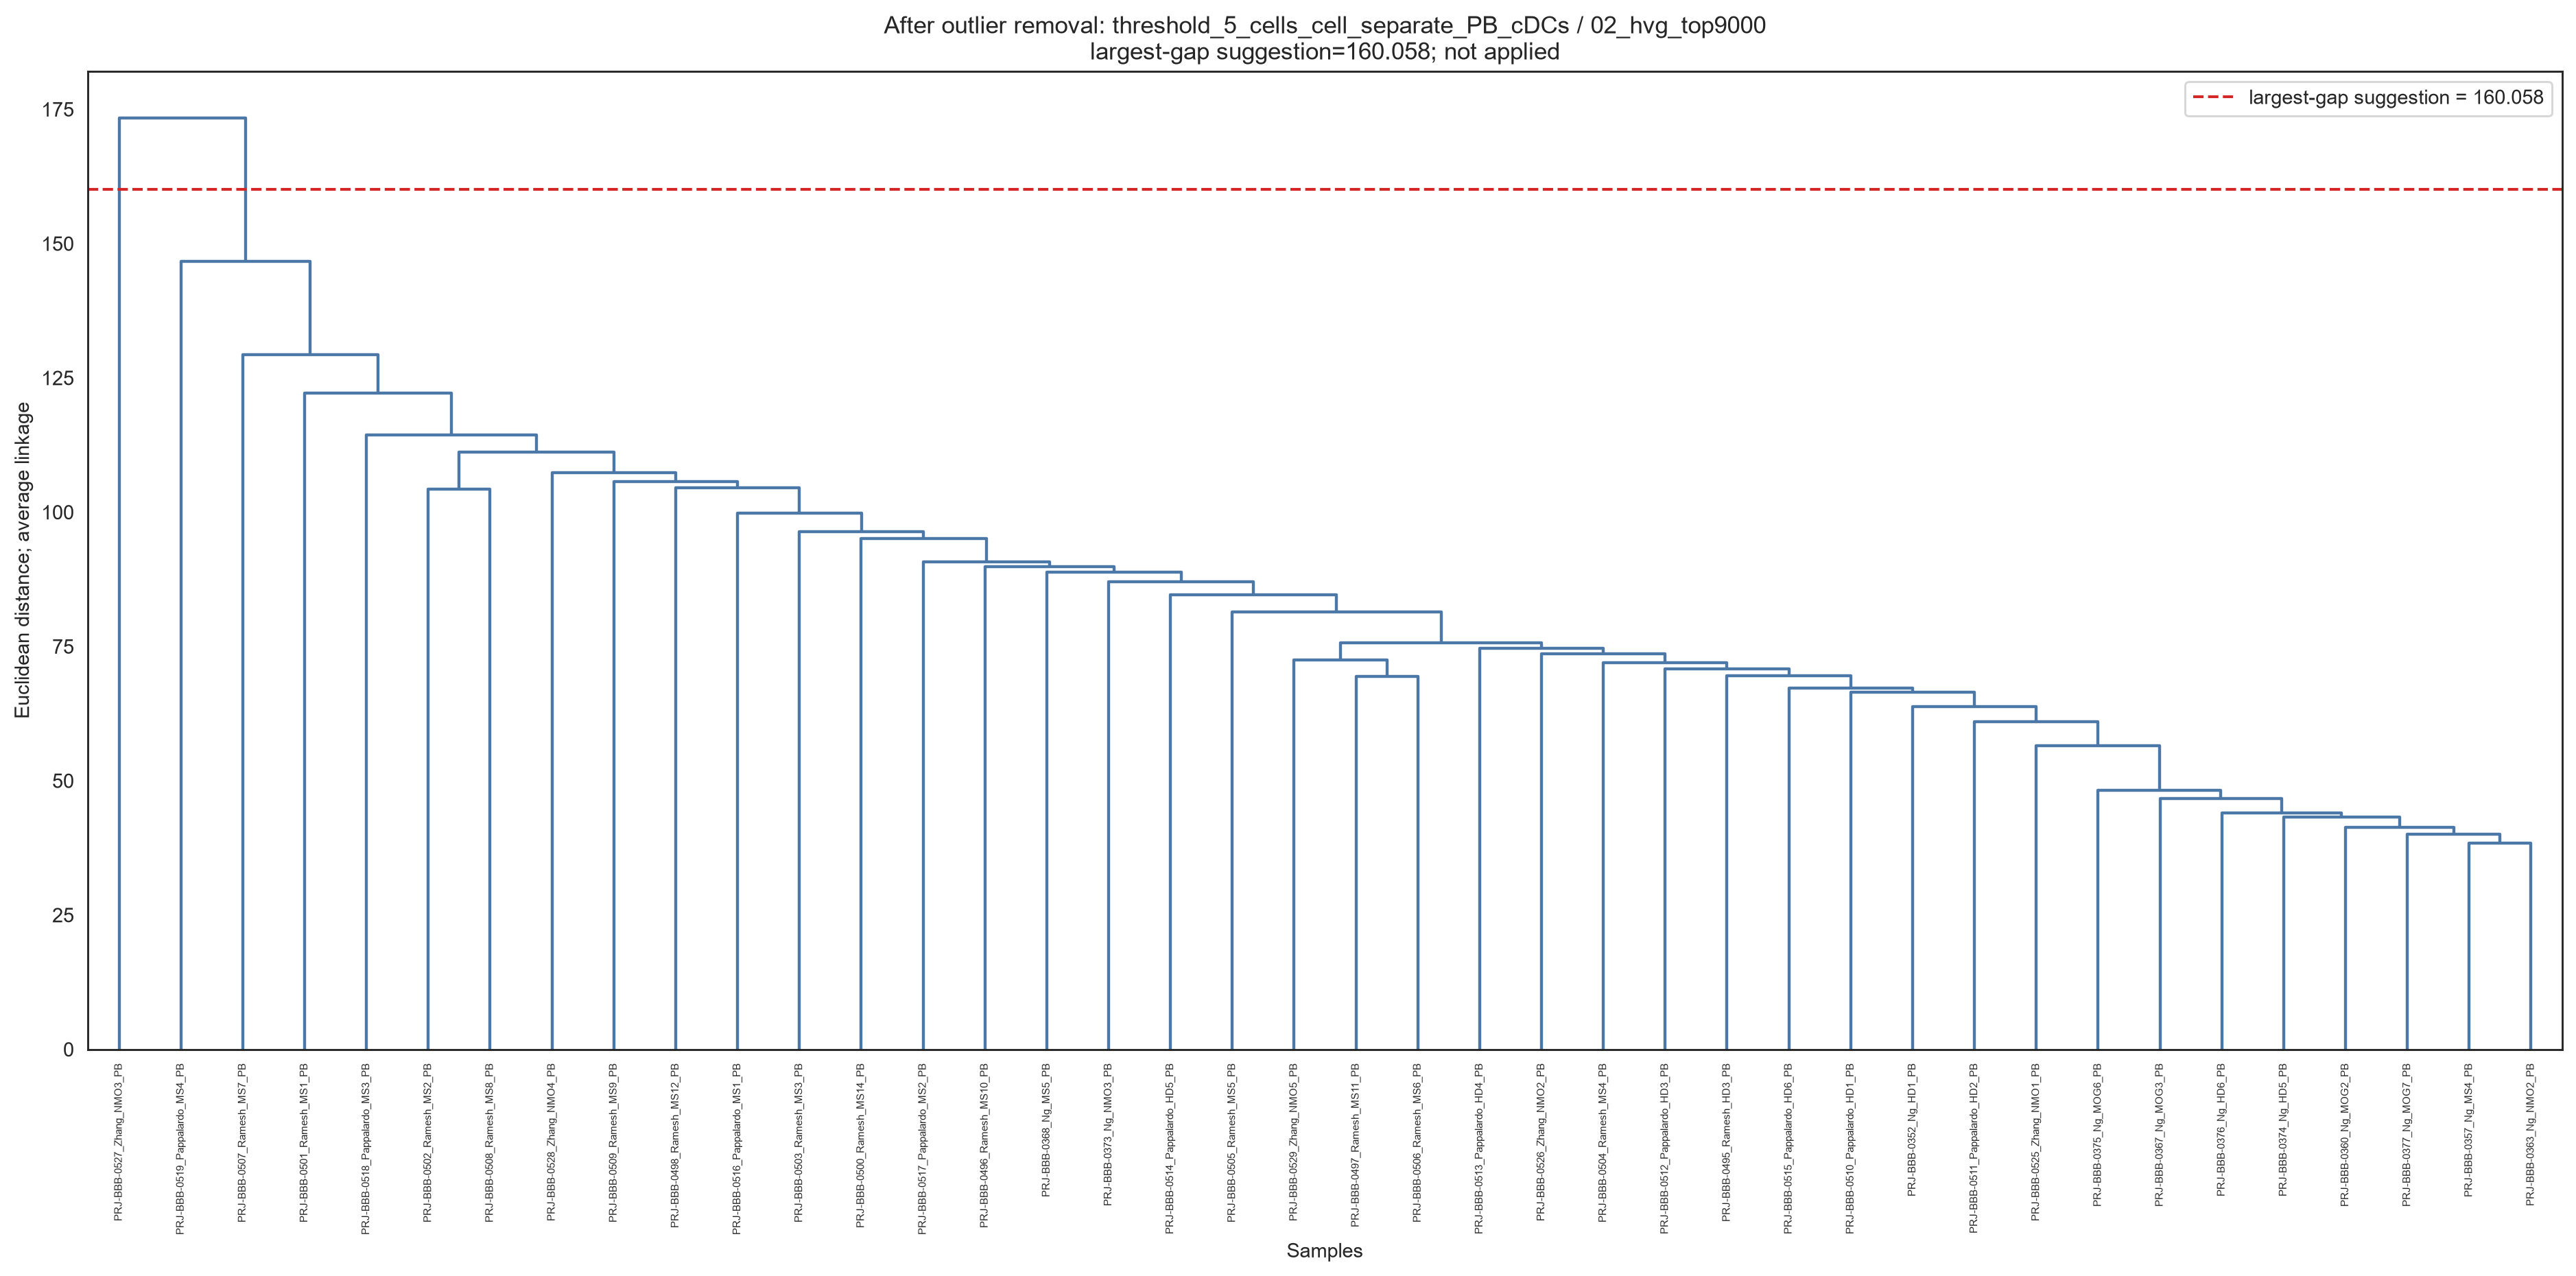 After outlier removal: threshold_5_cells_cell_separate_PB_cDCs / 02_hvg_top9000
largest-gap suggestion=160.058; not applied
largest-gap suggestion = 160.058
Euclidean distance; average linkage
175
150
125
100
75
50
25
0
PRJ-BBB-0527_Zhang_NMO3_PB
PRJ-BBB-0519_Pappalardo_MS4_PB
PRJ-BBB-0507_Ramesh_MS7_PB
PRJ-BBB-0501_Ramesh_MS1_PB
PRJ-BBB-0518_Pappalardo_MS3_PB
PRJ-BBB-0502_Ramesh_MS2_PB
PRJ-BBB-0508_Ramesh_MS8_PB
PRJ-BBB-0528_Zhang_NMO4_PB
PRJ-BBB-0509_Ramesh_MS9_PB
PRJ-BBB-0498_Ramesh_MS12_PB
PRJ-BBB-0516_Pappalardo_MS1_PB
PRJ-BBB-0503_Ramesh_MS3_PB
PRJ-BBB-0500_Ramesh_MS14_PB
PRJ-BBB-0517_Pappalardo_MS2_PB
PRJ-BBB-0496_Ramesh_MS10_PB
PRJ-BBB-0368_Ng_MS5_PB
PRJ-BBB-0373_Ng_NMO3_PB
PRJ-BBB-0514_Pappalardo_HD5_PB
PRJ-BBB-0505_Ramesh_MS5_PB
PRJ-BBB-0529_Zhang_NMO5_PB
PRJ-BBB-0497_Ramesh_MS11_PB
PRJ-BBB-0506_Ramesh_MS6_PB
PRJ-BBB-0513_Pappalardo_HD4_PB
PRJ-BBB-0526_Zhang_NMO2_PB
PRJ-BBB-0504_Ramesh_MS4_PB
PRJ-BBB-0512_Pappalardo_HD3_PB
PRJ-BBB-0495_Ramesh_HD3_PB
PRJ-BBB-0515_Pappalardo_HD6_PB
PRJ-BBB-0510_Pappalardo_HD1_PB
PRJ-BBB-0352_Ng_HD1_PB
PRJ-BBB-0511_Pappalardo_HD2_PB
PRJ-BBB-0525_Zhang_NMO1_PB
PRJ-BBB-0375_Ng_MOG6_PB
PRJ-BBB-0367_Ng_MOG3_PB
PRJ-BBB-0376_Ng_HD6_PB
PRJ-BBB-0374_Ng_HD5_PB
PRJ-BBB-0360_Ng_MOG2_PB
PRJ-BBB-0377_Ng_MOG7_PB
PRJ-BBB-0357_Ng_MS4_PB
PRJ-BBB-0363_Ng_NMO2_PB
Samples